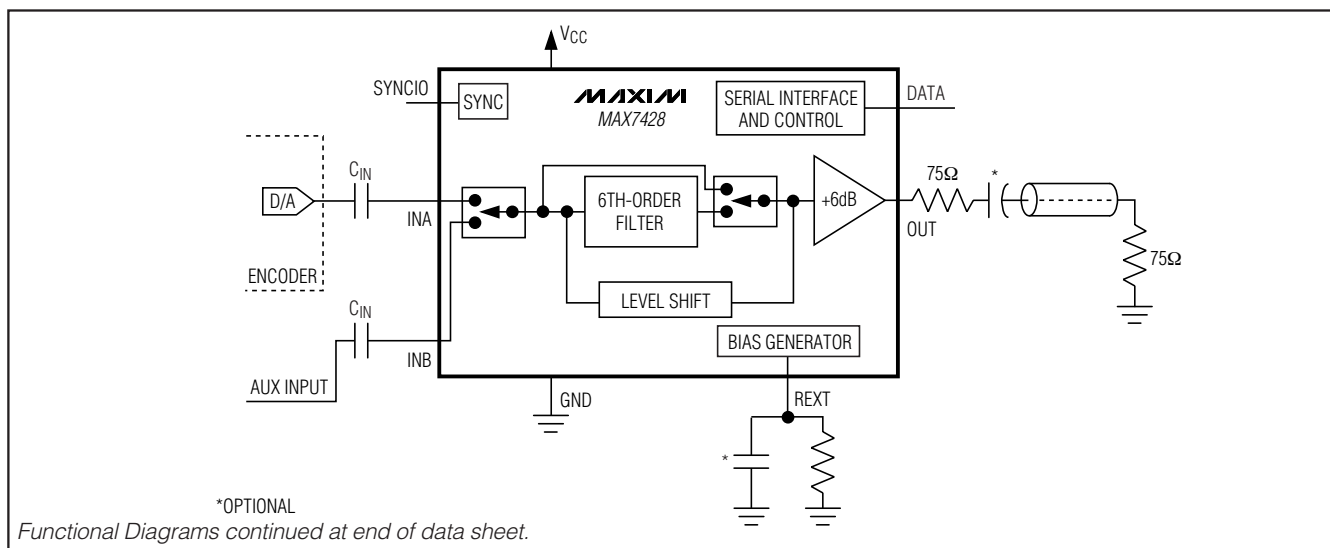 VCC
SYNCIO
SYNC
MAXIM
MAX7428
SERIAL INTERFACE
AND CONTROL
DATA
D/A
CIN
INA
6TH-ORDER
FILTER
+6dB
75Ω
*
OUT
75Ω
ENCODER
LEVEL SHIFT
CIN
INB
BIAS GENERATOR
AUX INPUT
GND
REXT
*
*OPTIONAL
Functional Diagrams continued at end of data sheet.